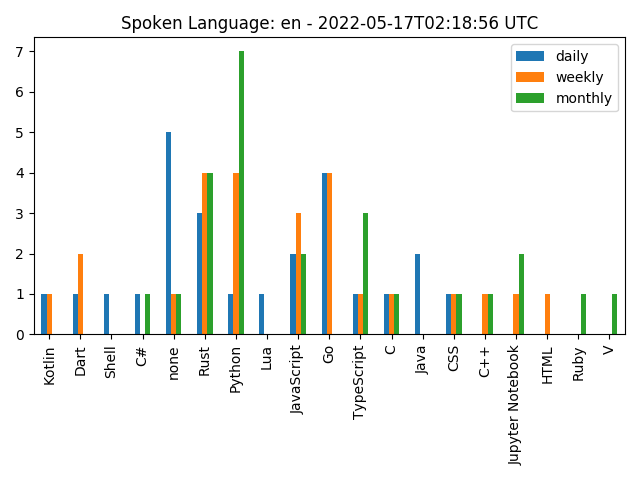 Spoken Language: en - 2022-05-17T02:18:56 UTC
daily
weekly
monthly
7
6
5
4
3
2
1
0
Kotlin
Dart
Shell
C#
none
Rust
Python
Lua
JavaScript
Go
TypeScript
C
Java
CSS
C++
Jupyter Notebook
HTML
Ruby
V